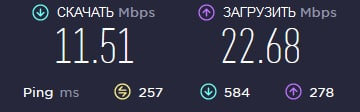 СКАЧАТЬ Mbps ЗАГРУЗИТЬ Mbps
11.51 22.68
Ping ms 257 584 278